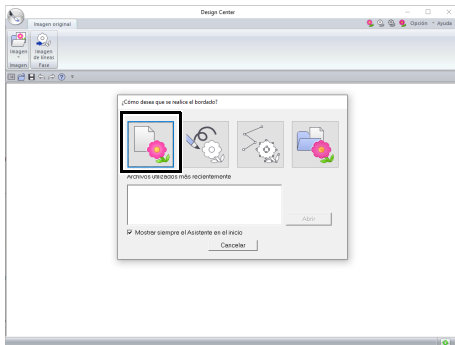 Design Center
Imagen original
Opción
Ayuda
Imagen
Imagen
de líneas
Imagen
Fase
¿Cómo desea que se realice el bordado?
Archivos utilizados más recientemente
Abrir
Mostrar siempre el Asistente en el inicio
Cancelar